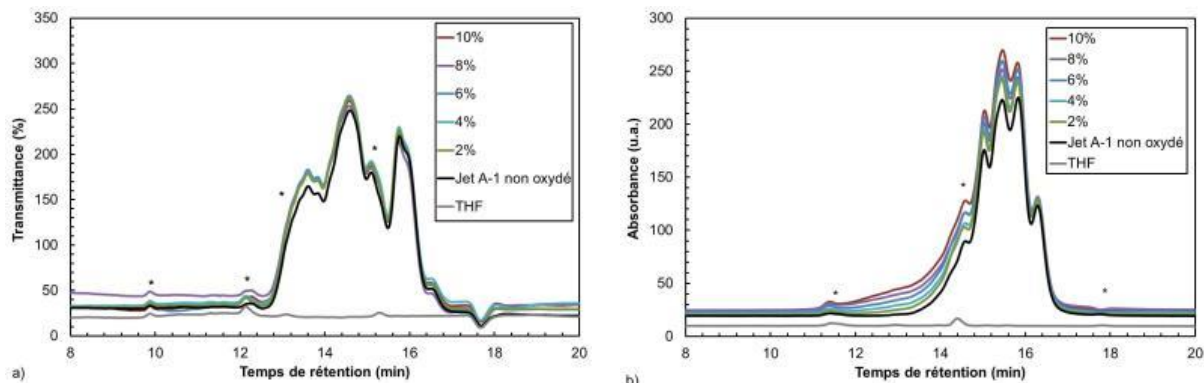 350
300
250
200
150
100
50
0
Transmittance (%)
10%
8%
6%
4%
2%
Jet A-1 non oxydé
THF
*
*
*
*
8 10 12 14 16 18 20
Temps de rétention (min)
a)
300
250
200
150
100
50
0
Absorbance (u.a.)
10%
8%
6%
4%
2%
Jet A-1 non oxydé
THF
*
*
*
8 10 12 14 16 18 20
Temps de rétention (min)
b)